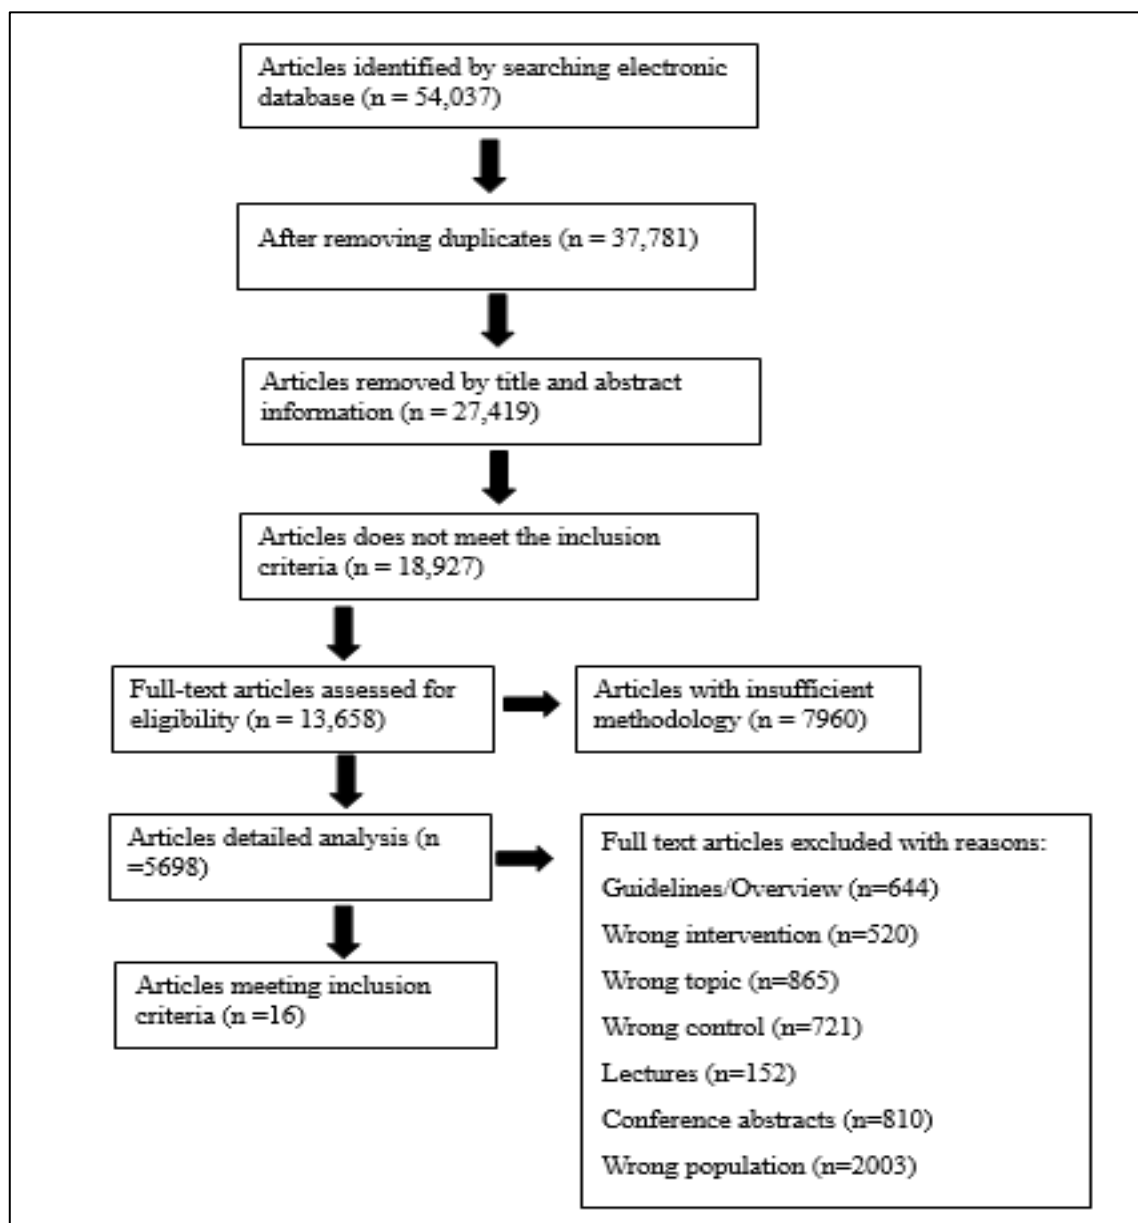 Articles identified by searching electronic
database (n = 54,037)
After removing duplicates (n = 37,781)
Articles removed by title and abstract
information (n = 27,419)
Articles does not meet the inclusion
criteria (n = 18,927)
Full-text articles assessed for
eligibility (n = 13,658)
Articles with insufficient
methodology (n = 7960)
Articles detailed analysis (n
=5698)
Full text articles excluded with reasons:
Guidelines/Overview (n=644)
Wrong intervention (n=520)
Wrong topic (n=865)
Wrong control (n=721)
Lectures (n=152)
Conference abstracts (n=810)
Wrong population (n=2003)
Articles meeting inclusion
criteria (n =16)